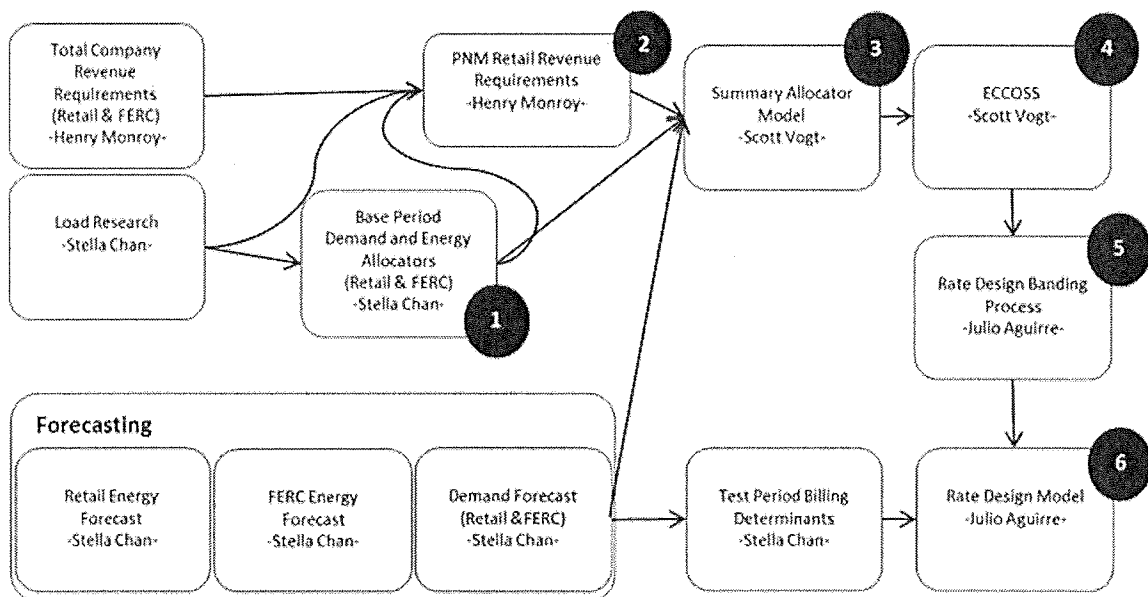 Total Company
Revenue
Requirements
(Retail & FERC)
-Henry Monroy-
2
PNM Retail Revenue
Requirements
-Henry Monroy-
3
Summary Allocator
Model
-Scott Vogt-
4
ECCOSS
-Scott Vogt-
Load Research
-Stella Chan-
Base Period
Demand and Energy
Allocators
(Retail & FERC)
-Stella Chan-
1
5
Rate Design Banding
Process
-Julio Aguirre-
Forecasting
Retail Energy
Forecast
-Stella Chan-
FERC Energy
Forecast
-Stella Chan-
Demand Forecast
(Retail &FERC)
-Stella Chan-
Test Period Billing
Determinants
-Stella Chan-
6
Rate Design Model
-Julio Aguirre-